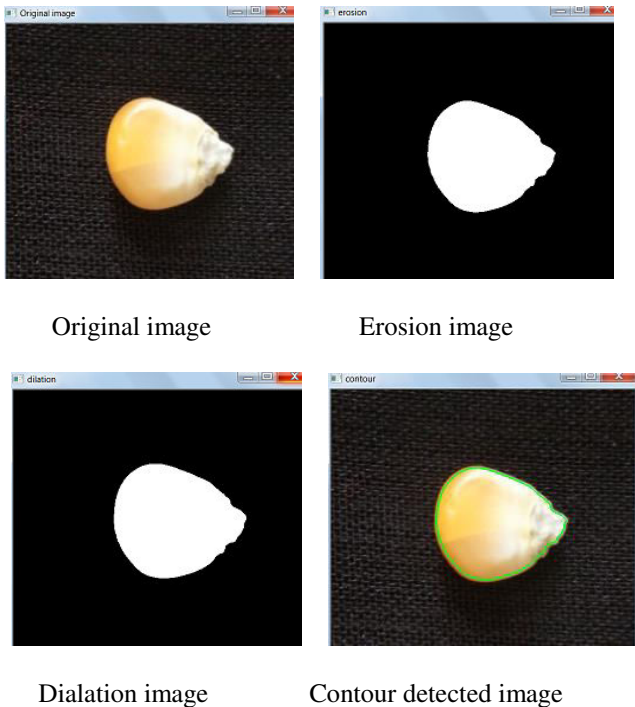 Original image
erosion
Original image
Erosion image
dilation
contour
Dialation image
Contour detected image